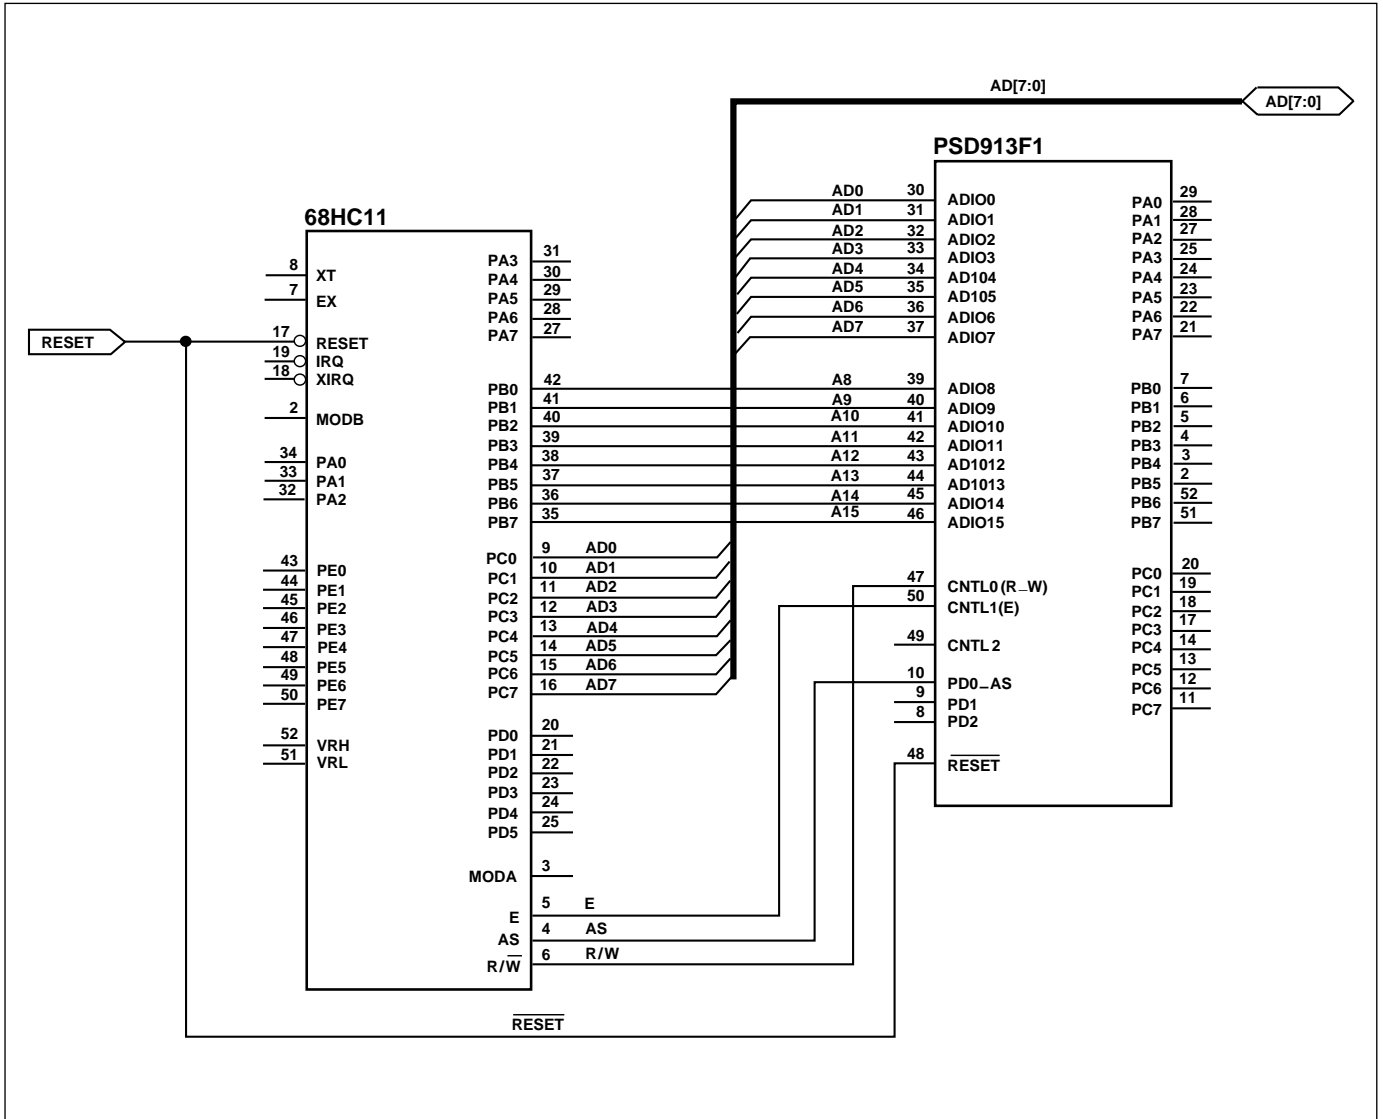 AD[7:0]
AD[7:0]
PSD913F1
68HC11
RESET
8 XT
7 EX
17 RESET
19 IRQ
18 XIRQ
2 MODB
34 PA0
33 PA1
32 PA2
43 PE0
44 PE1
45 PE2
46 PE3
47 PE4
48 PE5
49 PE6
50 PE7
52 VRH
51 VRL
PA3 31
PA4 30
PA5 29
PA6 28
PA7 27
PB0 42
PB1 41
PB2 40
PB3 39
PB4 38
PB5 37
PB6 36
PB7 35
PC0 9 AD0
PC1 10 AD1
PC2 11 AD2
PC3 12 AD3
PC4 13 AD4
PC5 14 AD5
PC6 15 AD6
PC7 16 AD7
PD0 20
PD1 21
PD2 22
PD3 23
PD4 24
PD5 25
MODA 3
E 5 E
AS 4 AS
R/W 6 R/W
RESET
AD0 30 ADIO0
AD1 31 ADIO1
AD2 32 ADIO2
AD3 33 ADIO3
AD4 34 AD104
AD5 35 AD105
AD6 36 ADIO6
AD7 37 ADIO7
A8 39 ADIO8
A9 40 ADIO9
A10 41 ADIO10
A11 42 ADIO11
A12 43 AD1012
A13 44 AD1013
A14 45 ADIO14
A15 46 ADIO15
47 CNTL0(R_W)
50 CNTL1(E)
49 CNTL2
10 PD0_AS
9 PD1
8 PD2
48 RESET
PA0 29
PA1 28
PA2 27
PA3 25
PA4 24
PA5 23
PA6 22
PA7 21
PB0 7
PB1 6
PB2 5
PB3 4
PB4 3
PB5 2
PB6 52
PB7 51
PC0 20
PC1 19
PC2 18
PC3 17
PC4 14
PC5 13
PC6 12
PC7 11